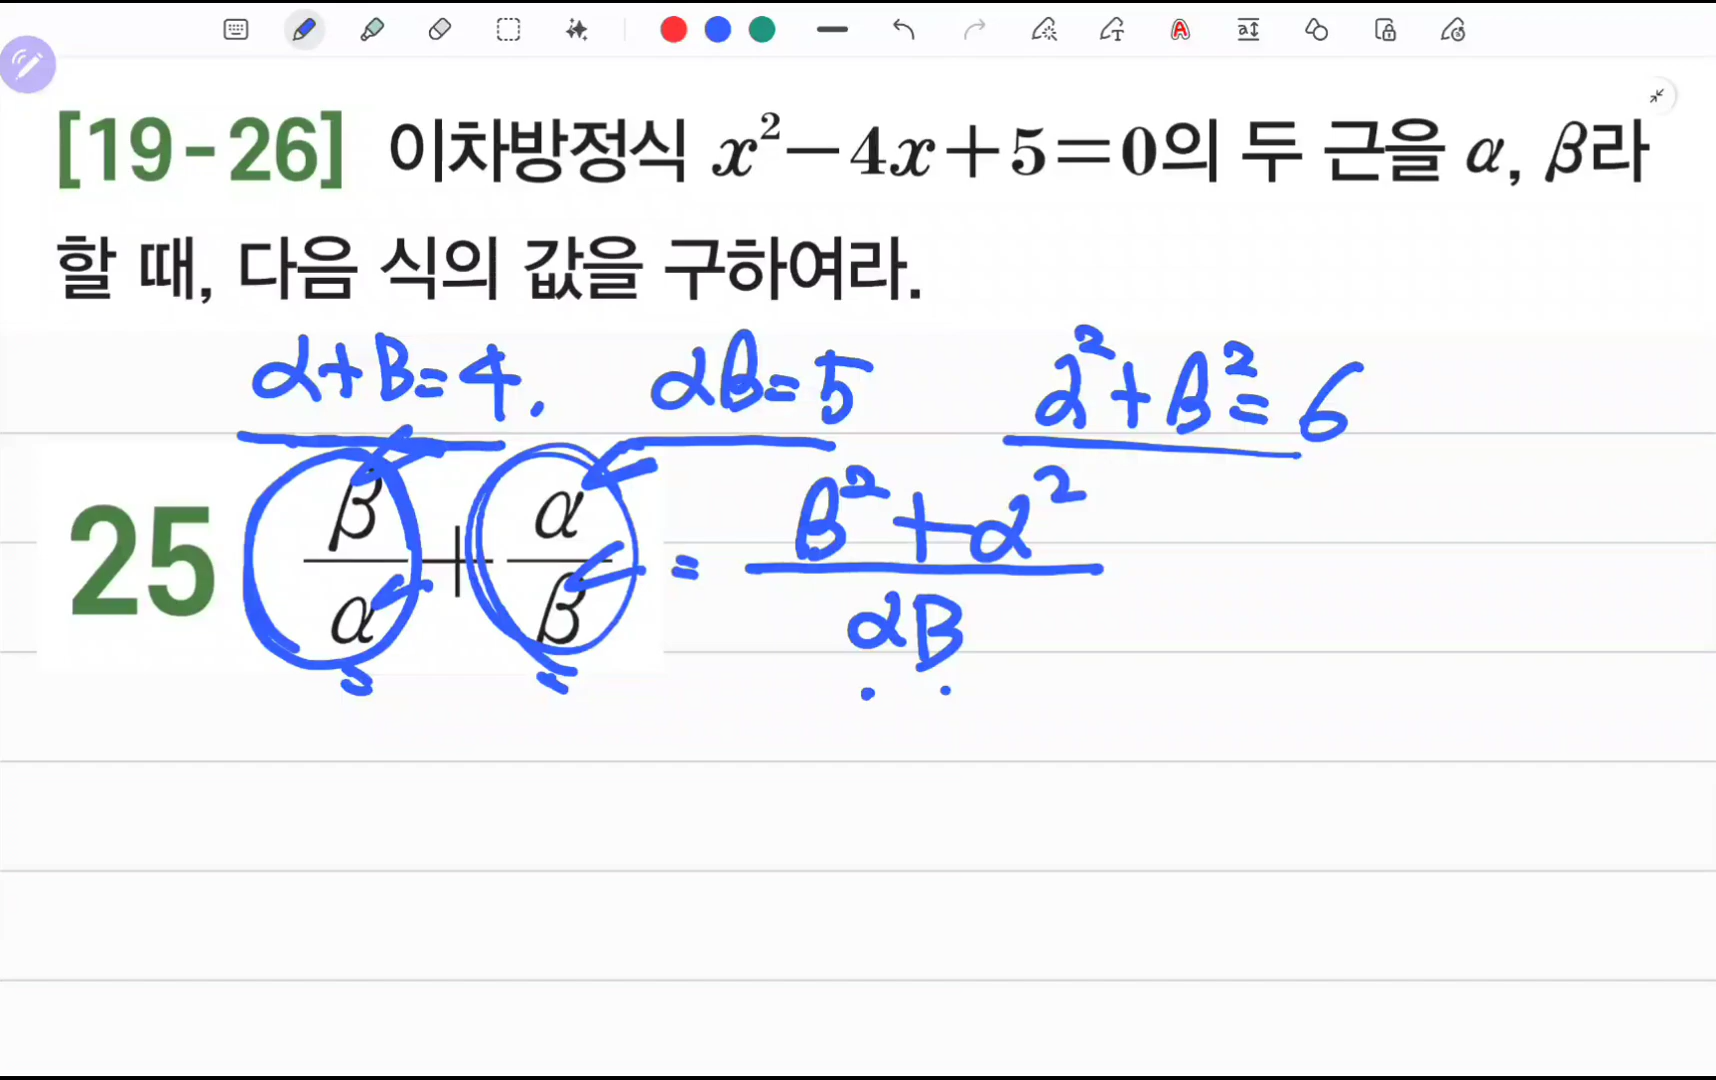 [19-26] 이차방정식 x²-4x+5=0의 두 근을 α, β라
할 때, 다음 식의 값을 구하여라.
α+β=4. αβ=5 α²+β²=6
25 β/α + α/β = (β²+α²)/(αβ)